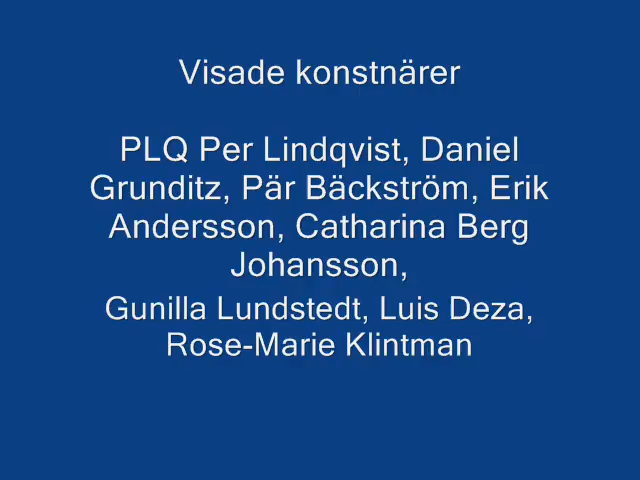 Visade konstnärer
PLQ Per Lindqvist, Daniel
Grunditz, Pär Bäckström, Erik
Andersson, Catharina Berg
Johansson,
Gunilla Lundstedt, Luis Deza,
Rose-Marie Klintman